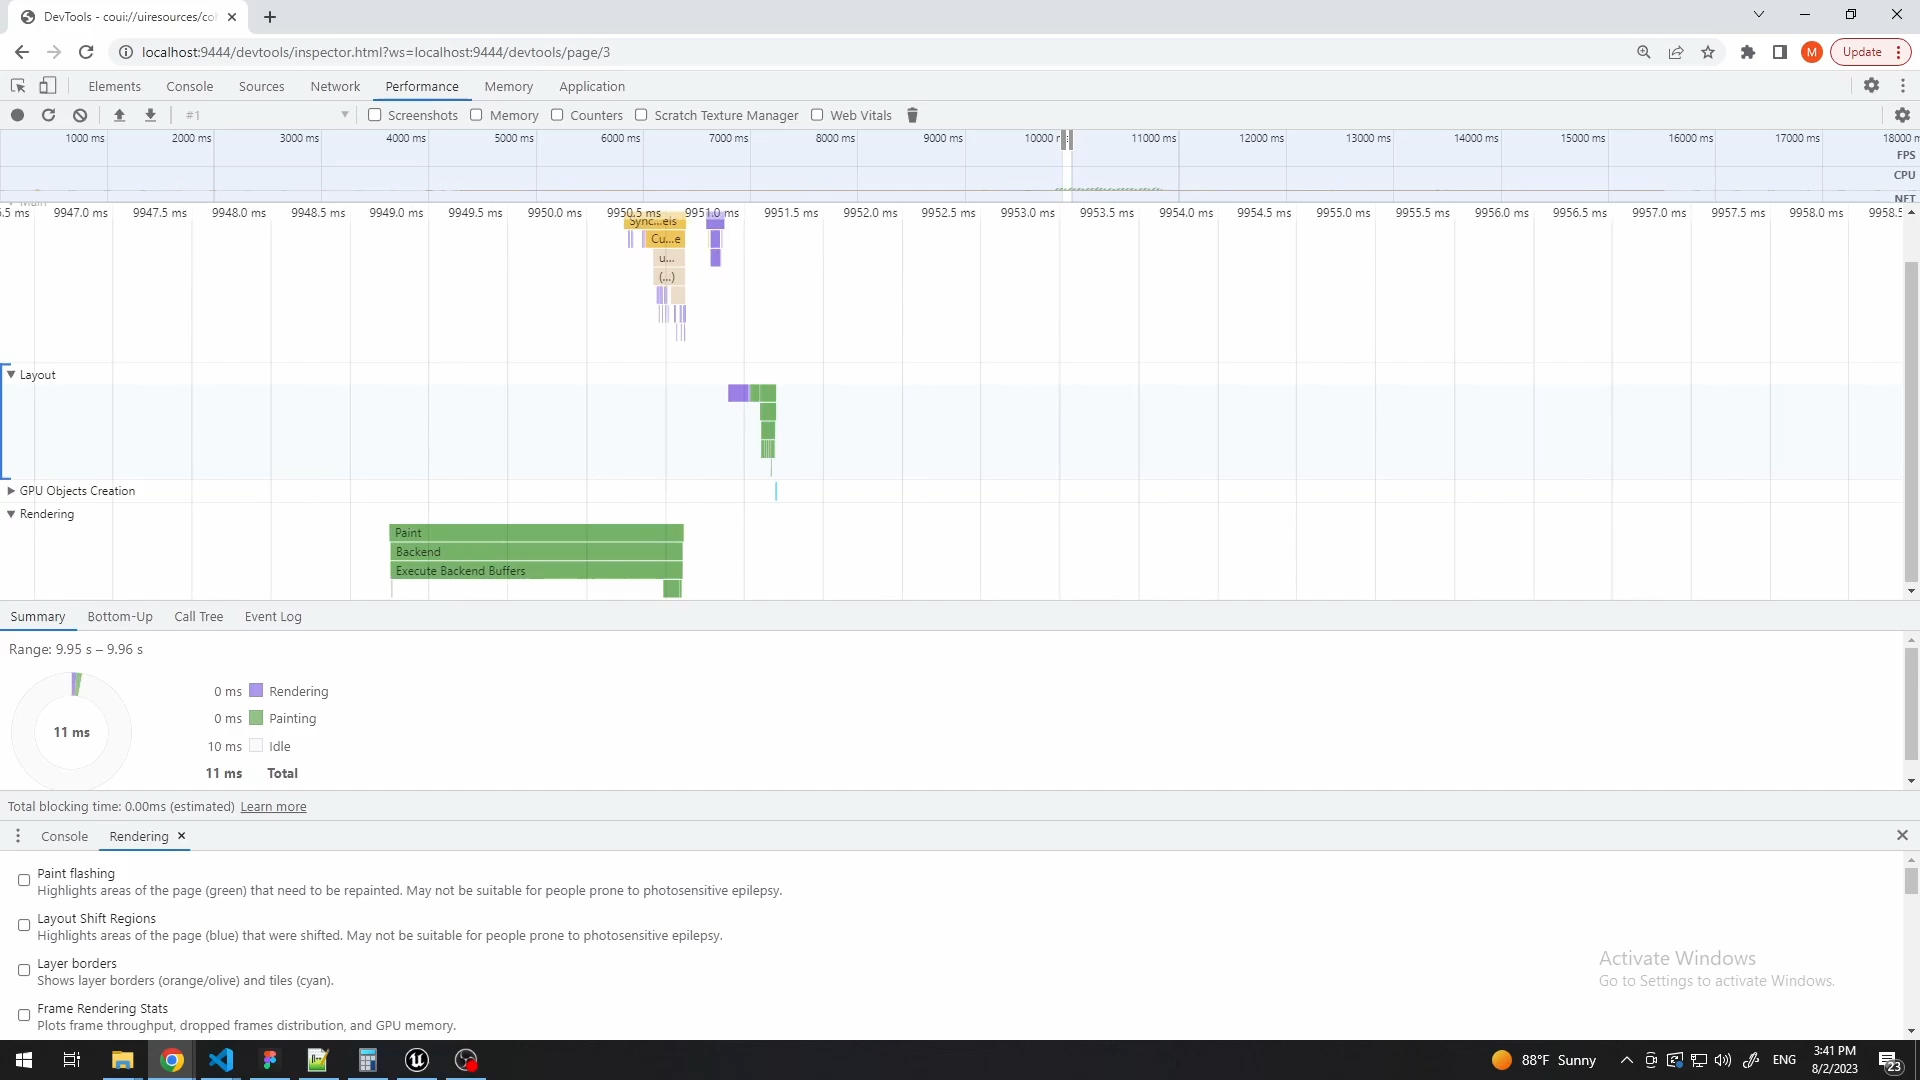 DevTools - coui://uiresources/col
localhost:9444/devtools/inspector.html?ws=localhost:9444/devtools/page/3
M
Update
Elements Console Sources Network Performance Memory Application
#1
Screenshots Memory Counters Scratch Texture Manager Web Vitals
1000 ms 2000 ms 3000 ms 4000 ms 5000 ms 6000 ms 7000 ms 8000 ms 9000 ms 10000 11000 ms 12000 ms 13000 ms 14000 ms 15000 ms 16000 ms 17000 ms 18000 m
FPS
CPU
NET
Main
.5 ms 9947.0 ms 9947.5 ms 9948.0 ms 9948.5 ms 9949.0 ms 9949.5 ms 9950.0 ms 9950.5 ms 9951.0 ms 9951.5 ms 9952.0 ms 9952.5 ms 9953.0 ms 9953.5 ms 9954.0 ms 9954.5 ms 9955.0 ms 9955.5 ms 9956.0 ms 9956.5 ms 9957.0 ms 9957.5 ms 9958.0 ms 9958.5
Sync...els
Cu...e
u...
(...)
Layout
GPU Objects Creation
Rendering
Paint
Backend
Execute Backend Buffers
Summary Bottom-Up Call Tree Event Log
Range: 9.95 s – 9.96 s
11 ms
0 ms Rendering
0 ms Painting
10 ms Idle
11 ms Total
Total blocking time: 0.00ms (estimated) Learn more
Console Rendering
Paint flashing
Highlights areas of the page (green) that need to be repainted. May not be suitable for people prone to photosensitive epilepsy.
Layout Shift Regions
Highlights areas of the page (blue) that were shifted. May not be suitable for people prone to photosensitive epilepsy.
Layer borders
Shows layer borders (orange/olive) and tiles (cyan).
Frame Rendering Stats
Plots frame throughput, dropped frames distribution, and GPU memory.
Activate Windows
Go to Settings to activate Windows.
88°F Sunny
ENG
3:41 PM
8/2/2023
23